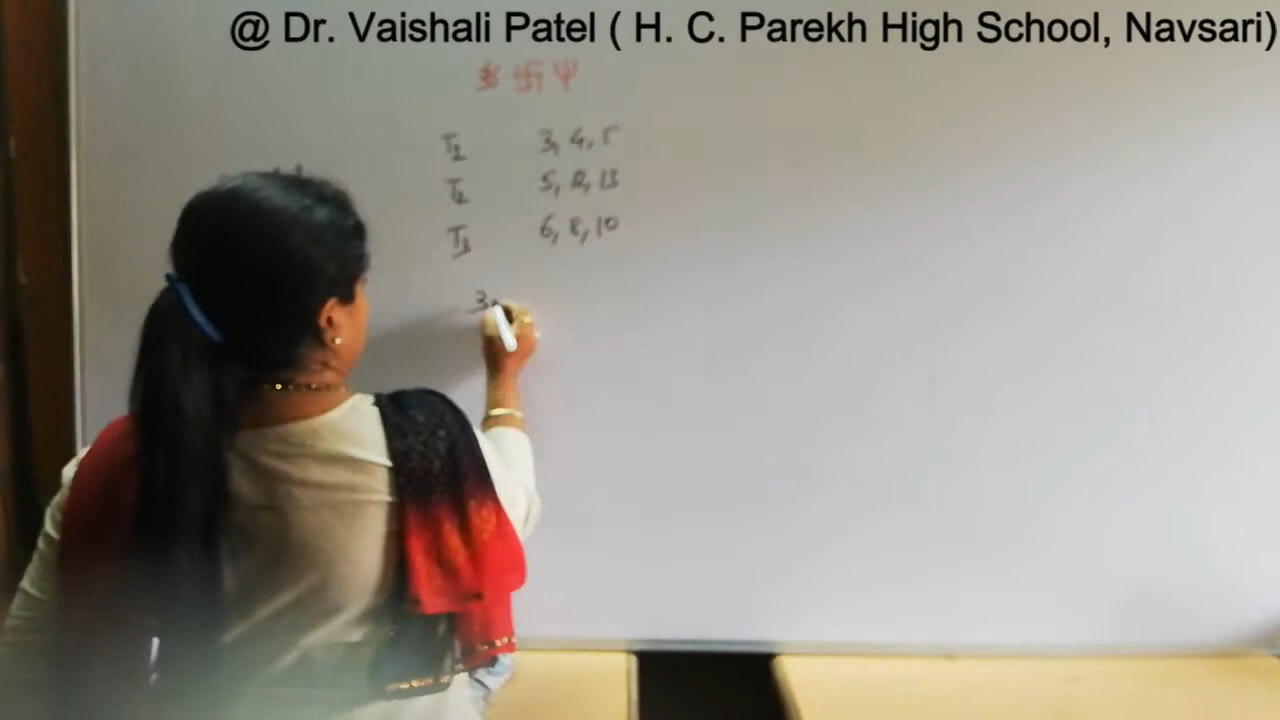 @ Dr. Vaishali Patel ( H. C. Parekh High School, Navsari)
T1 3, 4, 5
T2 5, 12, 13
T3 6, 8, 10
3